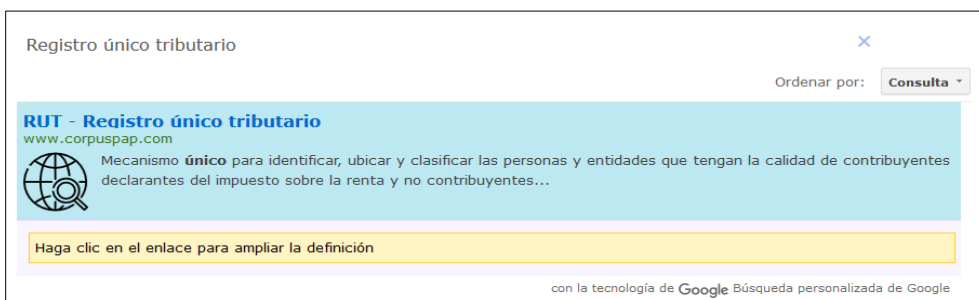 Registro único tributario
×
Ordenar por: Consulta
RUT - Registro único tributario
www.corpuspap.com
Mecanismo único para identificar, ubicar y clasificar las personas y entidades que tengan la calidad de contribuyentes
declarantes del impuesto sobre la renta y no contribuyentes...
Haga clic en el enlace para ampliar la definición
con la tecnología de Google Búsqueda personalizada de Google